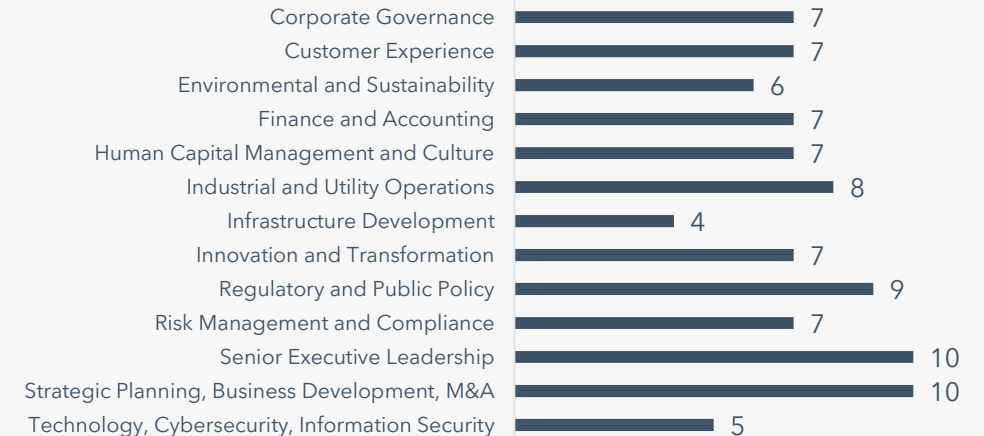 Corporate Governance 7
Customer Experience 7
Environmental and Sustainability 6
Finance and Accounting 7
Human Capital Management and Culture 7
Industrial and Utility Operations 8
Infrastructure Development 4
Innovation and Transformation 7
Regulatory and Public Policy 9
Risk Management and Compliance 7
Senior Executive Leadership 10
Strategic Planning, Business Development, M&A 10
Technology, Cybersecurity, Information Security 5